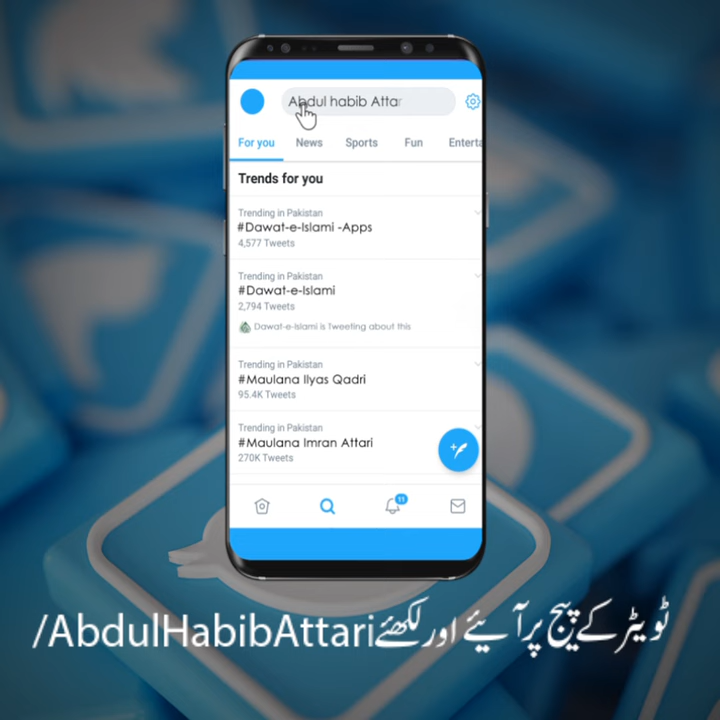 Abdul habib Attar
For you News Sports Fun Enterta
Trends for you
Trending in Pakistan
#Dawat-e-Islami -Apps
4,577 Tweets
Trending in Pakistan
#Dawat-e-Islami
2,794 Tweets
Dawat-e-Islami is Tweeting about this
Trending in Pakistan
#Maulana Ilyas Qadri
95.4K Tweets
Trending in Pakistan
#Maulana Imran Attari
270K Tweets
11
ٹویٹر کے پیج پر آئیے اور لکھئے /AbdulHabibAttari